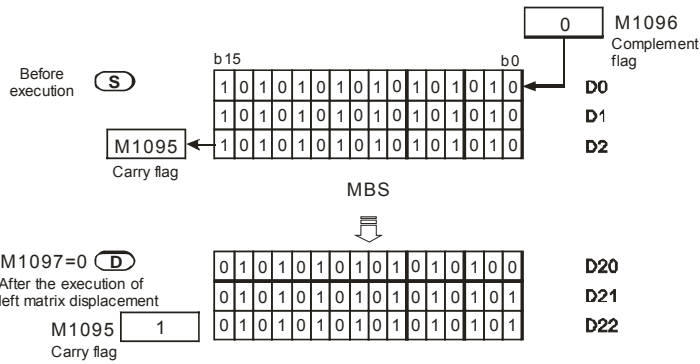 0 M1096
Complement
flag
b15 b0
Before
execution
S
1 0 1 0 1 0 1 0 1 0 1 0 1 0 1 0 D0
1 0 1 0 1 0 1 0 1 0 1 0 1 0 1 0 D1
M1095 1 0 1 0 1 0 1 0 1 0 1 0 1 0 1 0 D2
Carry flag
MBS
M1097=0 D
0 1 0 1 0 1 0 1 0 1 0 1 0 1 0 0 D20
After the execution of
left matrix displacement
0 1 0 1 0 1 0 1 0 1 0 1 0 1 0 1 D21
M1095 1
0 1 0 1 0 1 0 1 0 1 0 1 0 1 0 1 D22
Carry flag